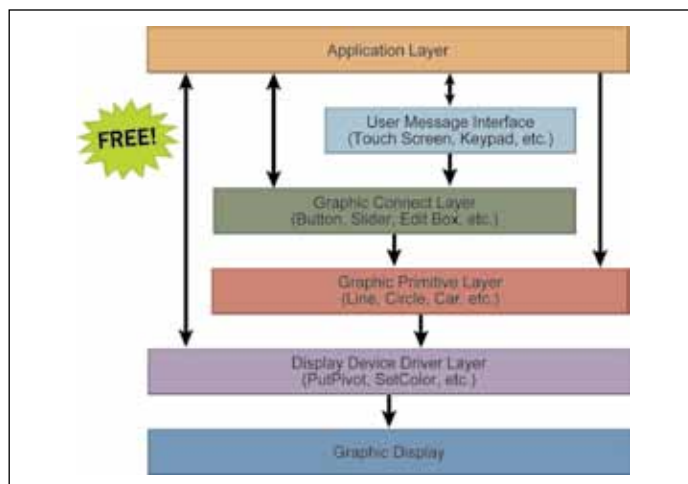 Application Layer
FREE!
User Message Interface
(Touch Screen, Keypad, etc.)
Graphic Connect Layer
(Button, Slider, Edit Box, etc.)
Graphic Primitive Layer
(Line, Circle, Car, etc.)
Display Device Driver Layer
(PutPivot, SetColor, etc.)
Graphic Display